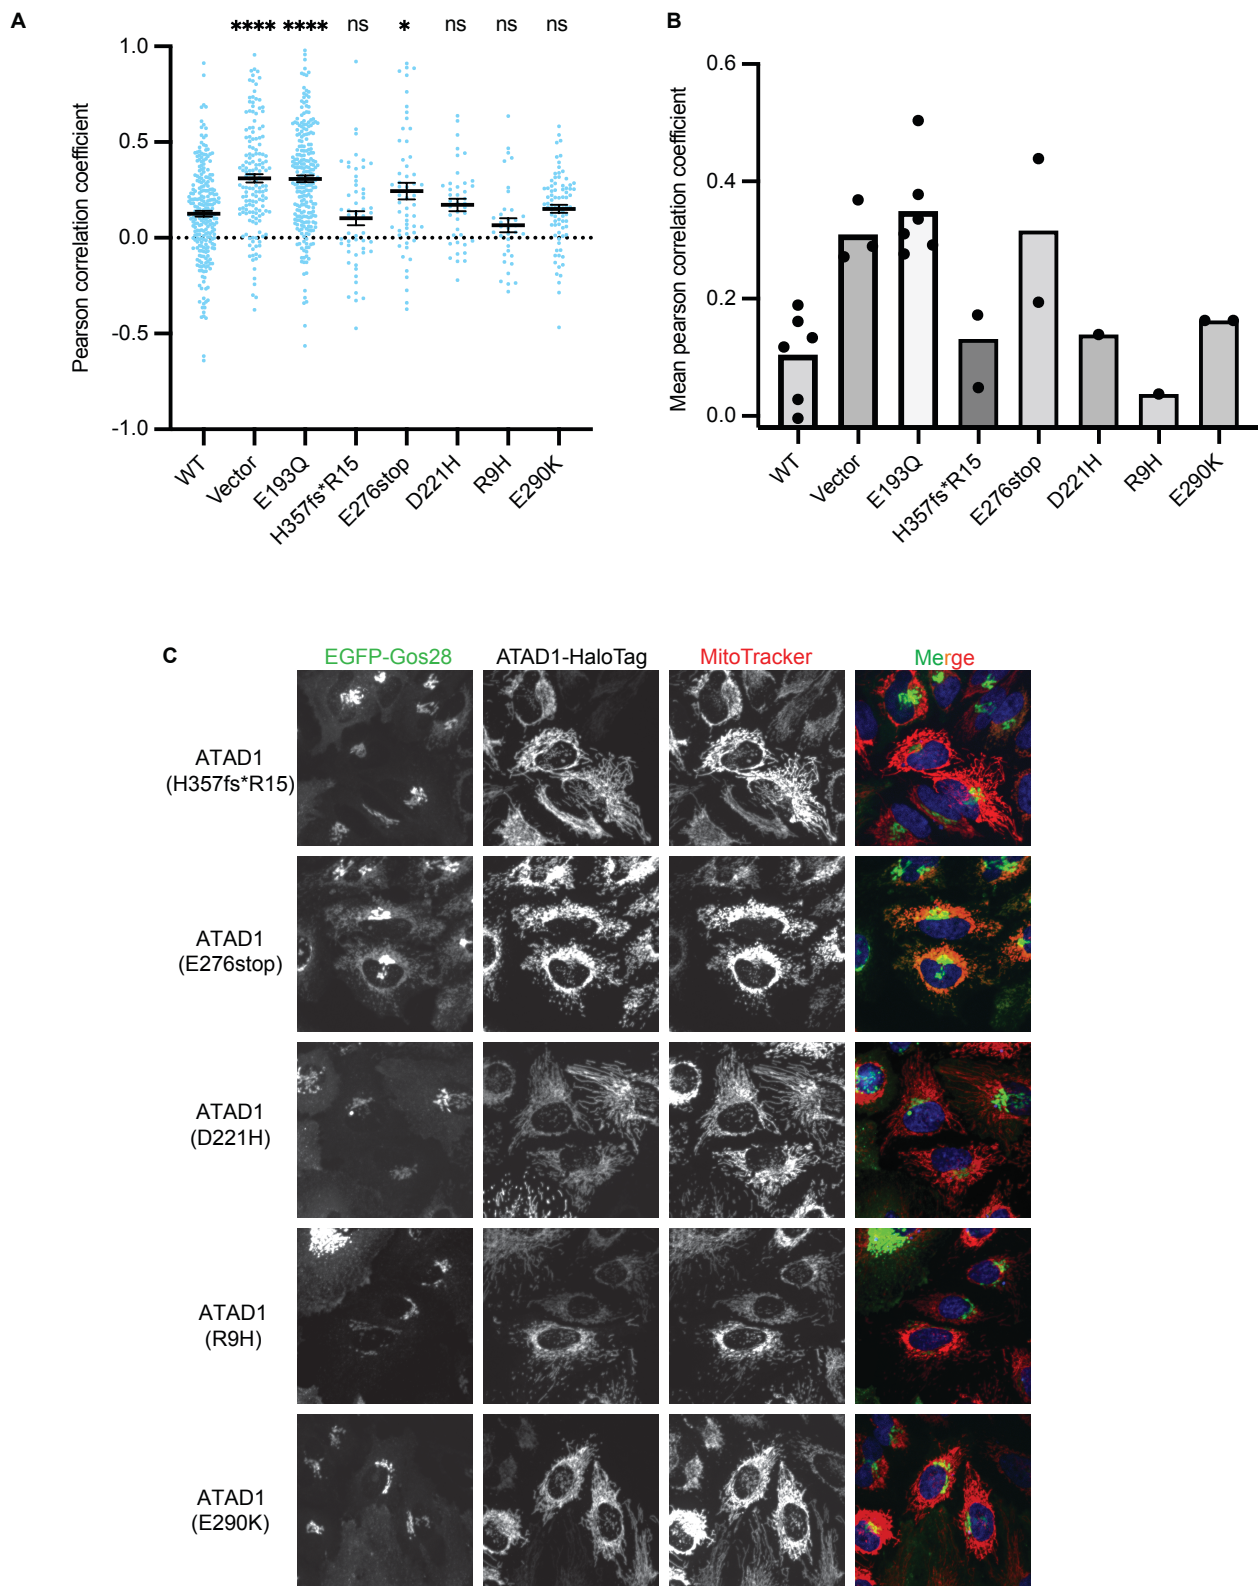 A
**** **** ns * ns ns ns
Pearson correlation coefficient
1.0
0.5
0.0
-0.5
-1.0
WT
Vector
E193Q
H357fs*R15
E276stop
D221H
R9H
E290K
B
Mean pearson correlation coefficient
0.6
0.4
0.2
0.0
WT
Vector
E193Q
H357fs*R15
E276stop
D221H
R9H
E290K
C
EGFP-Gos28 ATAD1-HaloTag MitoTracker Merge
ATAD1
(H357fs*R15)
ATAD1
(E276stop)
ATAD1
(D221H)
ATAD1
(R9H)
ATAD1
(E290K)